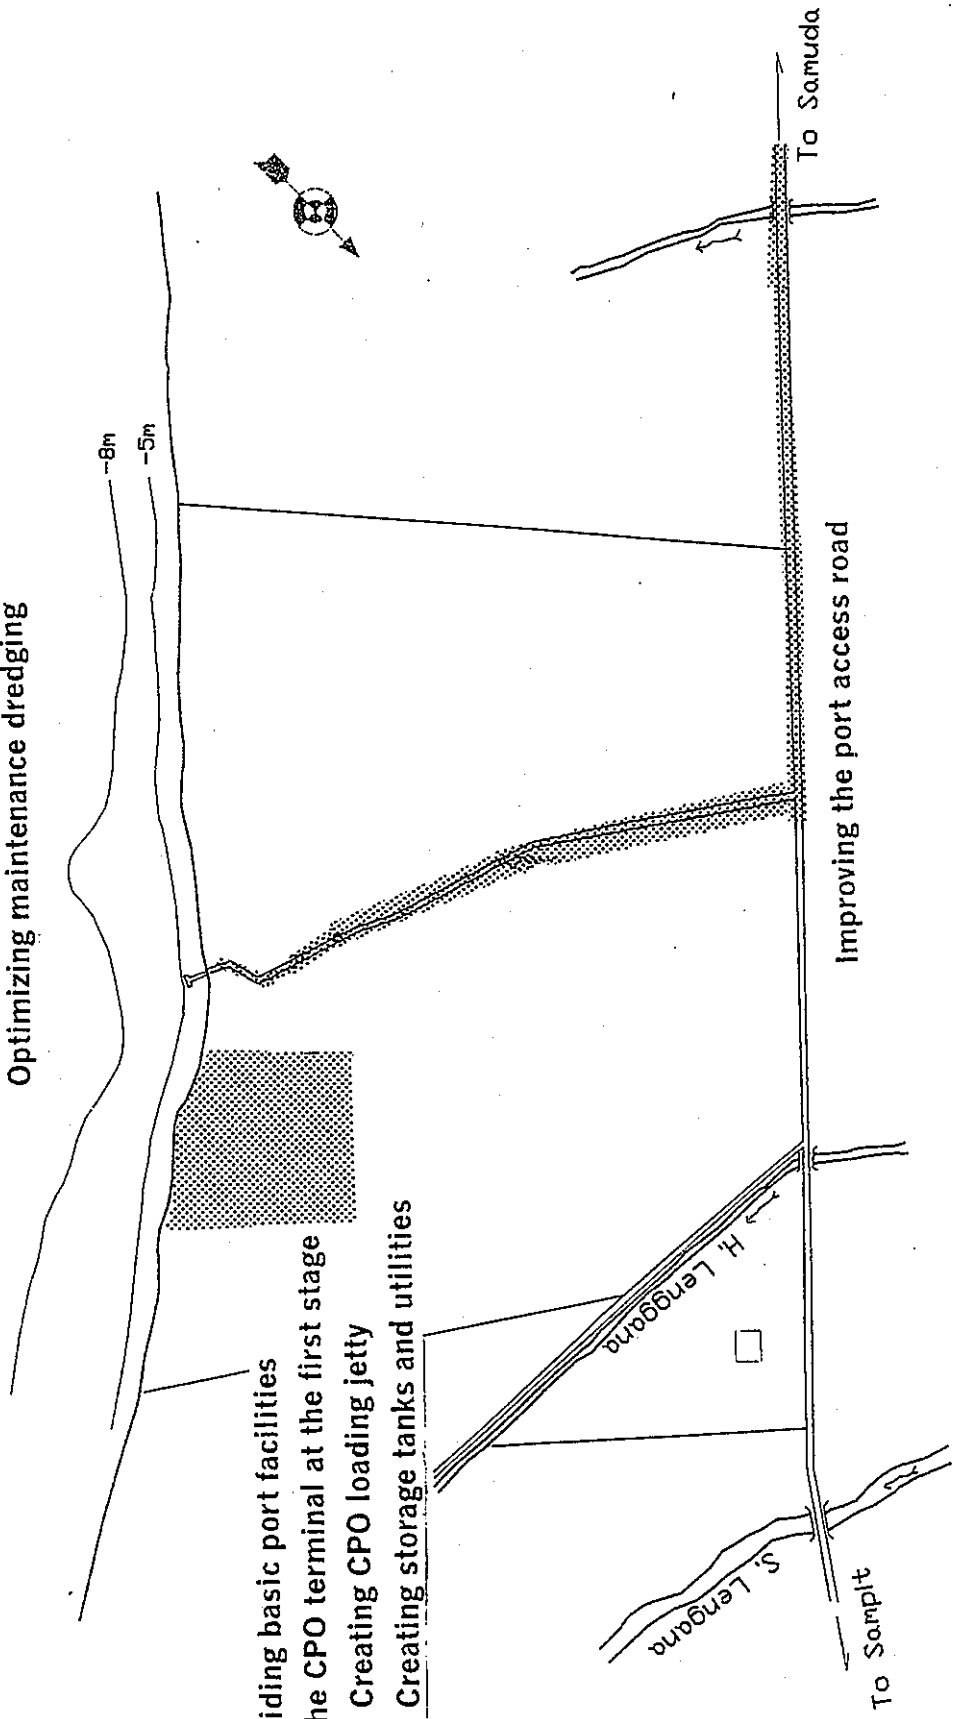 Optimizing maintenance dredging
-8m
-5m
iding basic port facilities
he CPO terminal at the first stage
Creating CPO loading jetty
Creating storage tanks and utilities
Improving the port access road
To Samuda
H. Lenggana
S. Lengana
To Sampit